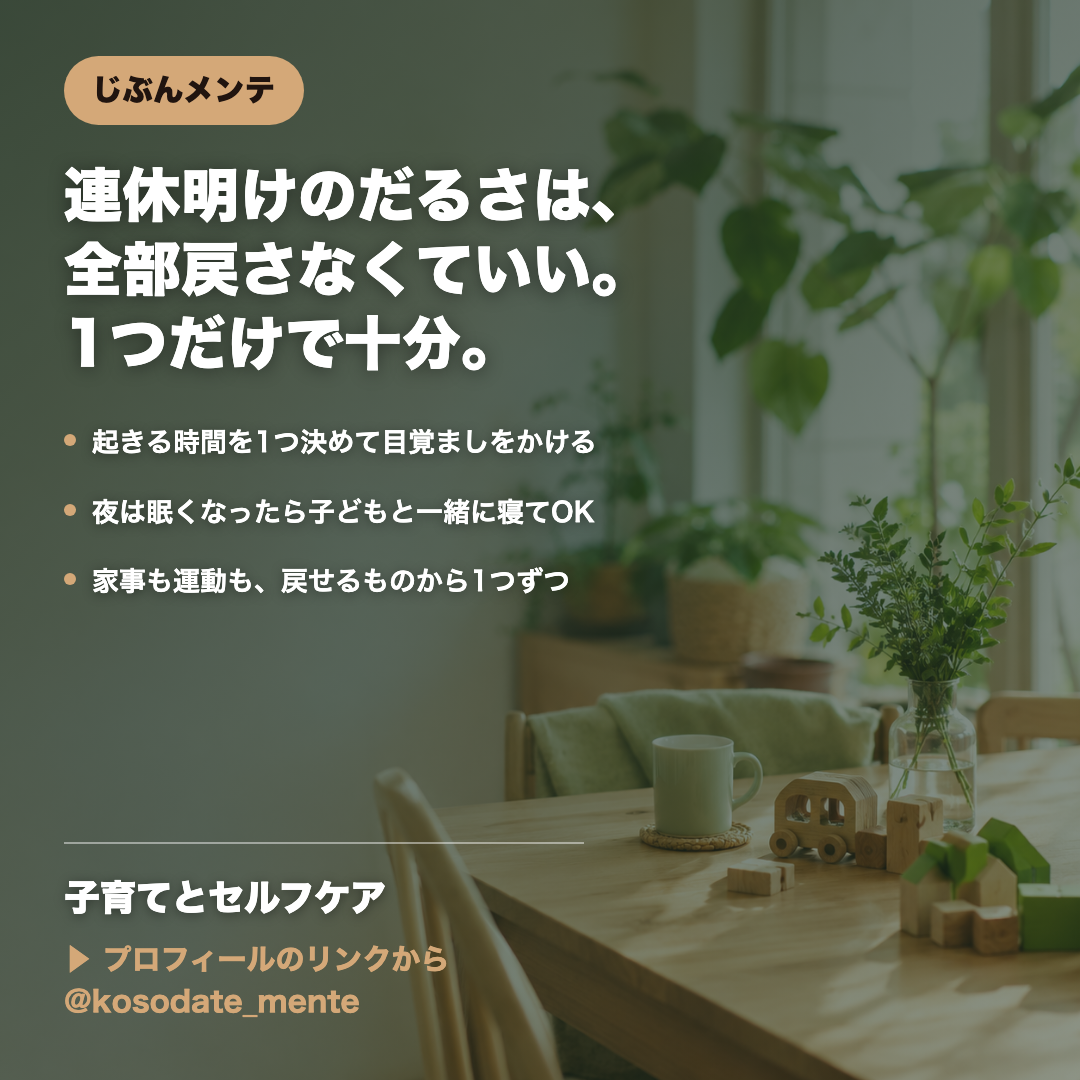 じぶんメンテ
連休明けのだるさは、
全部戻さなくていい。
1つだけで十分。
起きる時間を1つ決めて目覚ましをかける
夜は眠くなったら子どもと一緒に寝てOK
家事も運動も、戻せるものから1つずつ
子育てとセルフケア
▶ プロフィールのリンクから
@kosodate_mente